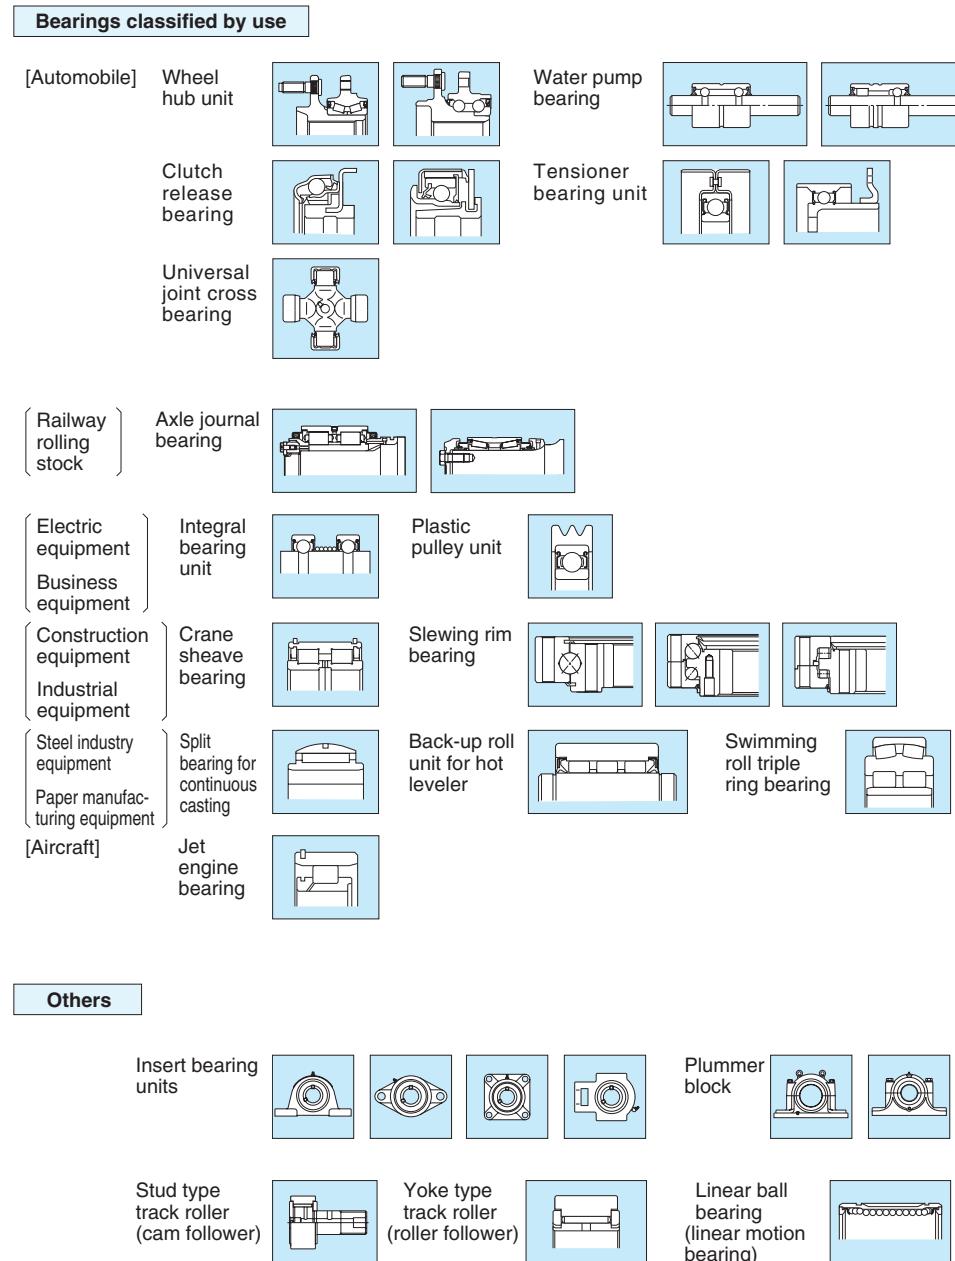 Bearings classified by use
[Automobile]
Wheel
hub unit
Water pump
bearing
Clutch
release
bearing
Tensioner
bearing unit
Universal
joint cross
bearing
Railway
rolling
stock
Axle journal
bearing
Electric
equipment
Business
equipment
Integral
bearing
unit
Plastic
pulley unit
Construction
equipment
Industrial
equipment
Crane
sheave
bearing
Slewing rim
bearing
Steel industry
equipment
Paper manufac-
turing equipment
Split
bearing for
continuous
casting
Back-up roll
unit for hot
leveler
Swimming
roll triple
ring bearing
[Aircraft]
Jet
engine
bearing
Others
Insert bearing
units
Plummer
block
Stud type
track roller
(cam follower)
Yoke type
track roller
(roller follower)
Linear ball
bearing
(linear motion
bearing)